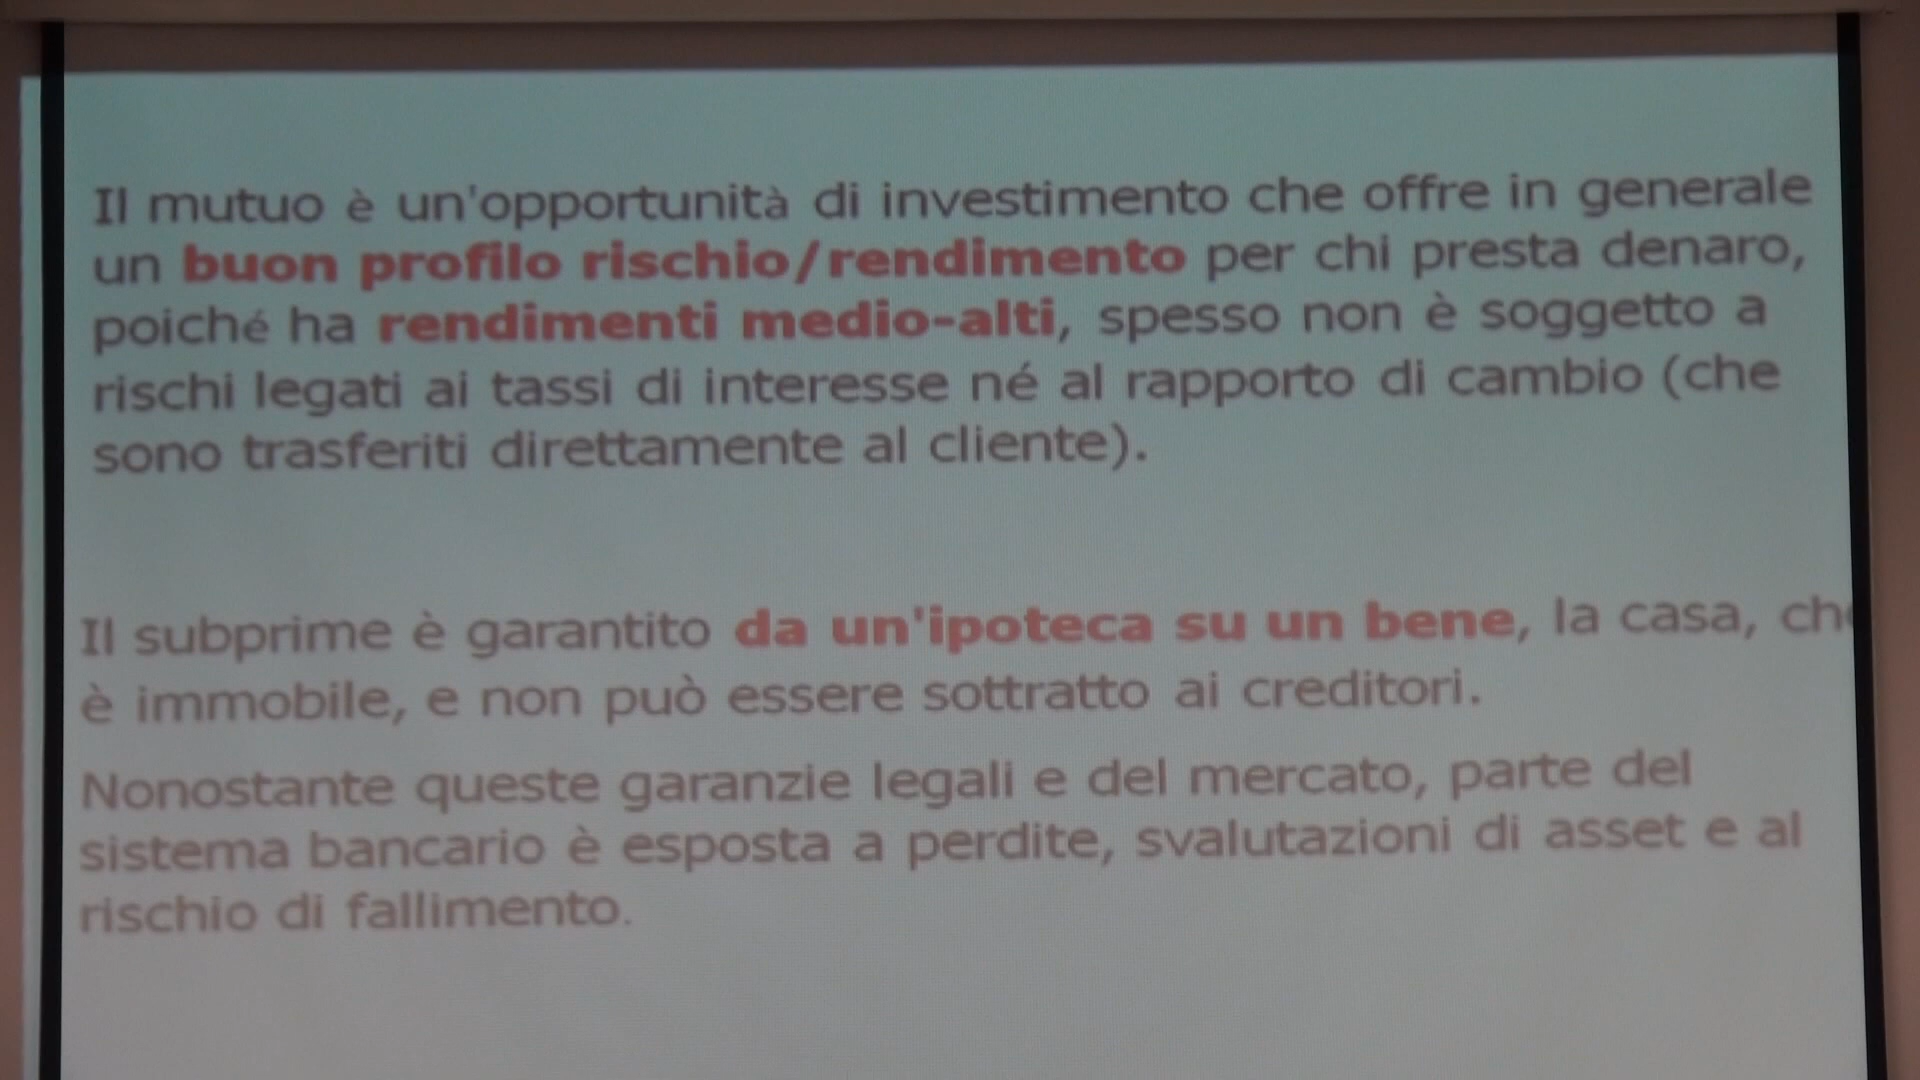 Il mutuo è un'opportunità di investimento che offre in generale
un buon profilo rischio/rendimento per chi presta denaro,
poiché ha rendimenti medio-alti, spesso non è soggetto a
rischi legati ai tassi di interesse né al rapporto di cambio (che
sono trasferiti direttamente al cliente).
Il subprime è garantito da un'ipoteca su un bene, la casa, che
è immobile, e non può essere sottratto ai creditori.
Nonostante queste garanzie legali e del mercato, parte del
sistema bancario è esposta a perdite, svalutazioni di asset e al
rischio di fallimento.